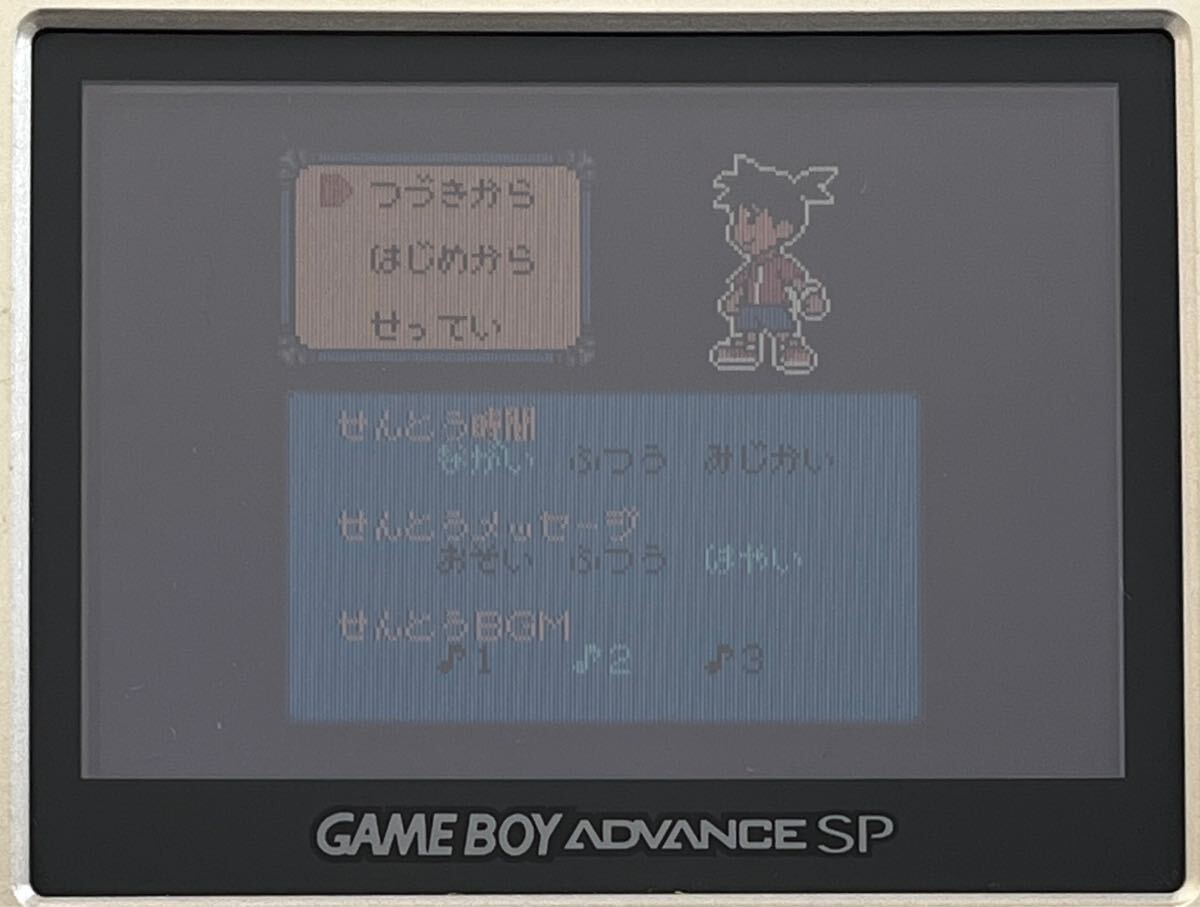 つづきから
はじめから
せってい
せんとう時間
ながい ふつう みじかい
せんとうメッセージ
おそい ふつう はやい
せんとうBGM
♪1 ♪2 ♪3
GAME BOY ADVANCE SP